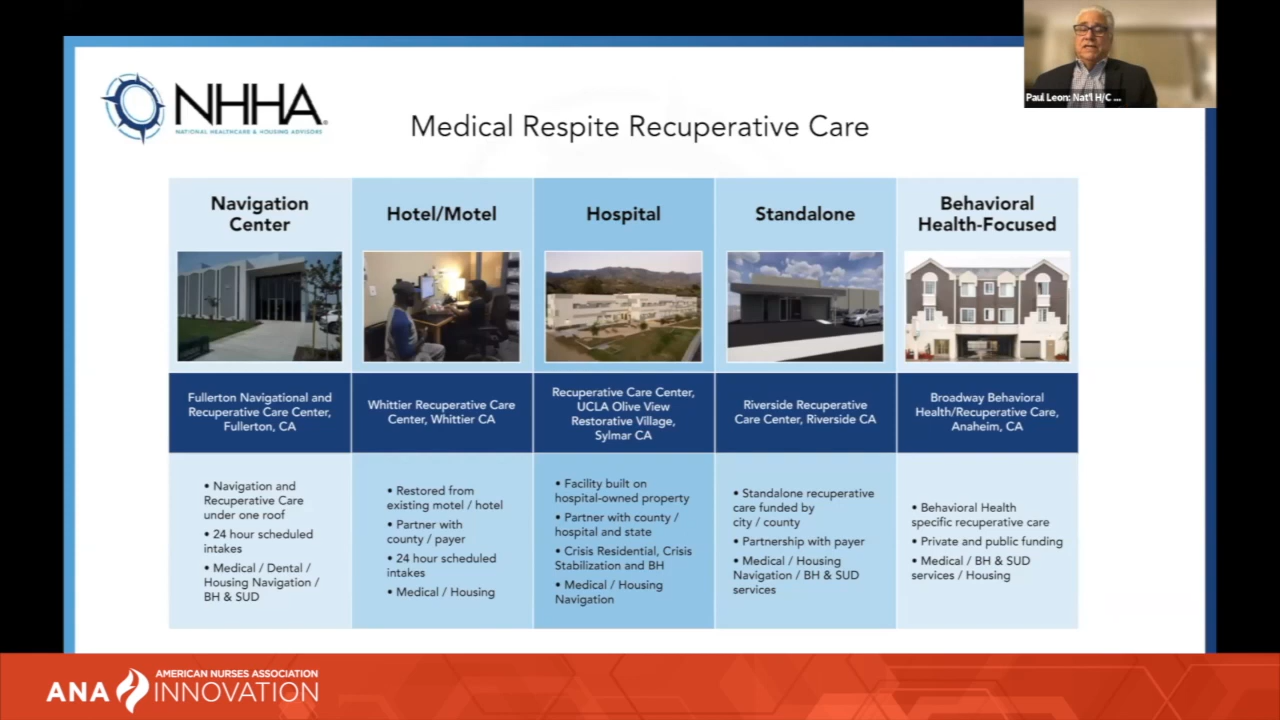 Paul Leon: Nat'l H/C ...
NHHA
NATIONAL HEALTHCARE & HOUSING ADVISORS
Medical Respite Recuperative Care
Navigation
Center
Fullerton Navigational and
Recuperative Care Center,
Fullerton, CA
• Navigation and
Recuperative Care
under one roof
• 24 hour scheduled
intakes
• Medical / Dental /
Housing Navigation /
BH & SUD
Hotel/Motel
Whittier Recuperative Care
Center, Whittier CA
• Restored from
existing motel / hotel
• Partner with
county / payer
• 24 hour scheduled
intakes
• Medical / Housing
Hospital
Recuperative Care Center,
UCLA Olive View
Restorative Village,
Sylmar CA
• Facility built on
hospital-owned property
• Partner with county /
hospital and state
• Crisis Residential, Crisis
Stabilization and BH
• Medical / Housing
Navigation
Standalone
Riverside Recuperative
Care Center, Riverside CA
• Standalone recuperative
care funded by
city / county
• Partnership with payer
• Medical / Housing
Navigation / BH & SUD
services
Behavioral
Health-Focused
Broadway Behavioral
Health/Recuperative Care,
Anaheim, CA
• Behavioral Health
specific recuperative care
• Private and public funding
• Medical / BH & SUD
services / Housing
ANA
AMERICAN NURSES ASSOCIATION
INNOVATION